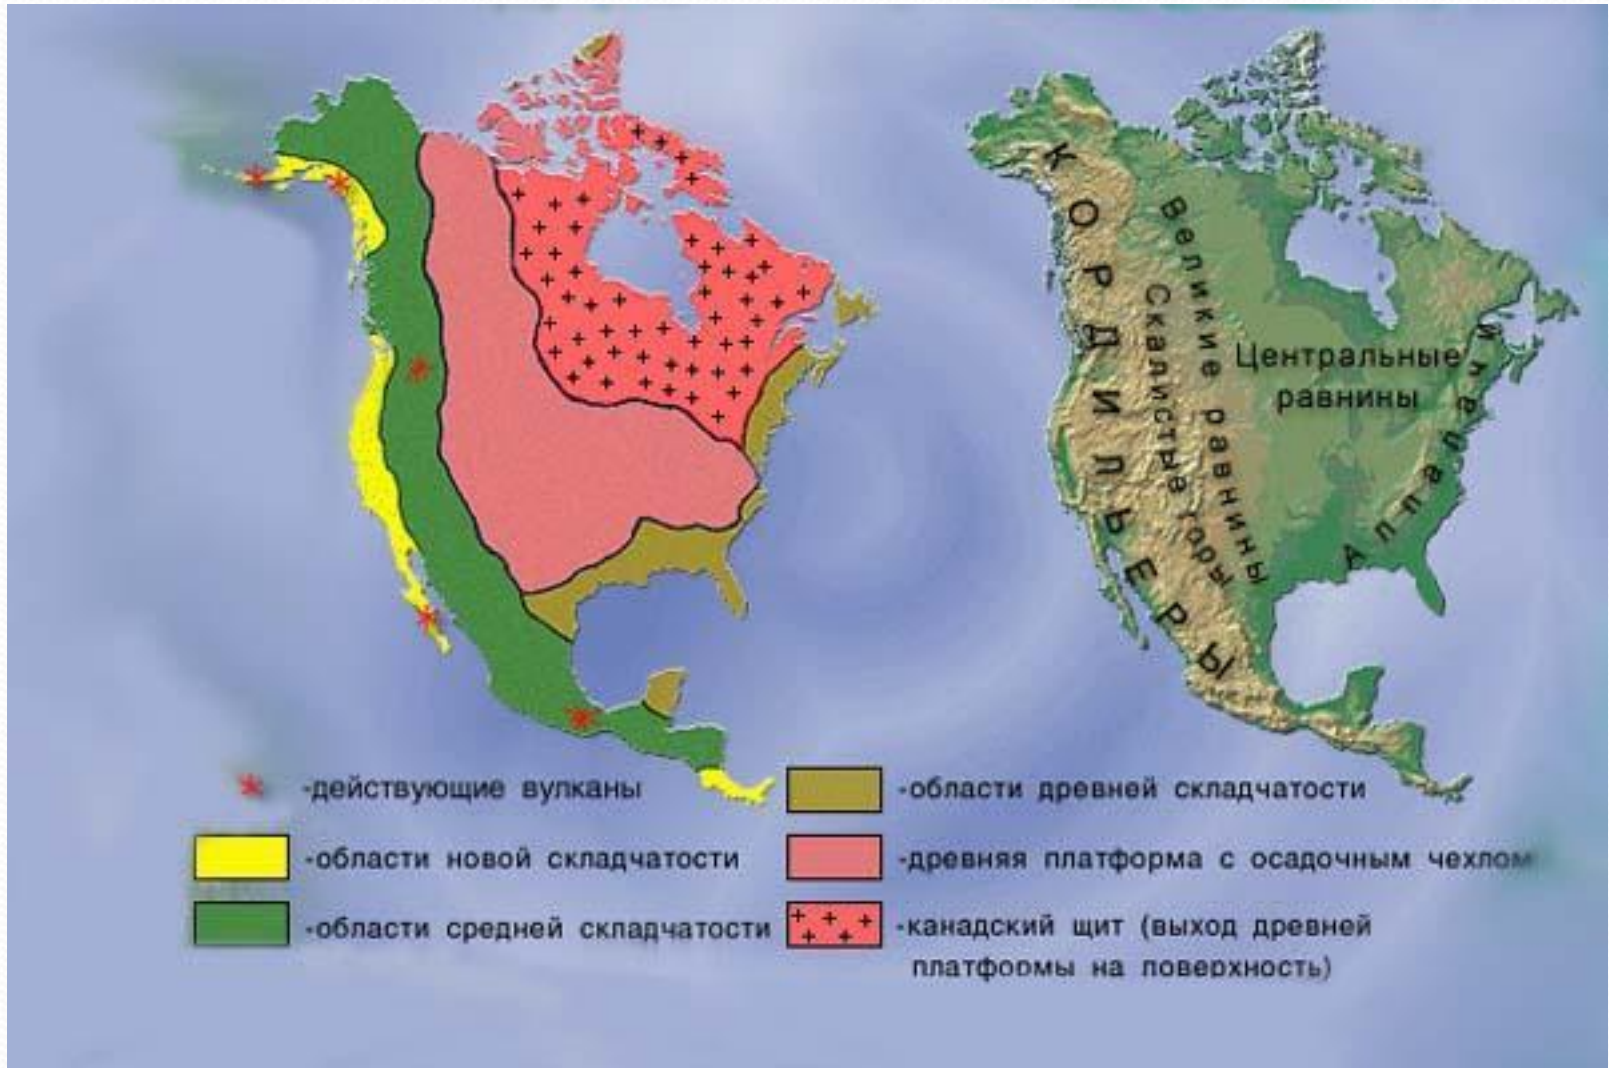 КОРДИЛЬЕРЫ
Великие равнины
Скалистые горы
Центральные
равнины
Аппалачи
-действующие вулканы
-области новой складчатости
-области средней складчатости
-области древней складчатости
-древняя платформа с осадочным чехлом
-канадский щит (выход древней
платформы на поверхность)